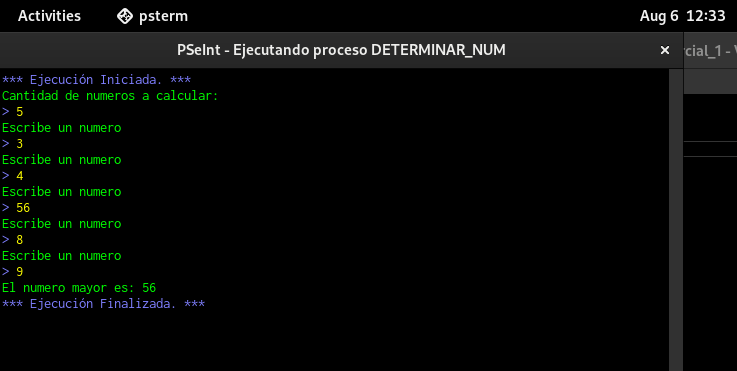 Activities
psterm
Aug 6 12:33
PSeInt - Ejecutando proceso DETERMINAR_NUM
×
rcial_1 - V
*** Ejecución Iniciada. ***
Cantidad de numeros a calcular:
> 5
Escribe un numero
> 3
Escribe un numero
> 4
Escribe un numero
> 56
Escribe un numero
> 8
Escribe un numero
> 9
El numero mayor es: 56
*** Ejecución Finalizada. ***